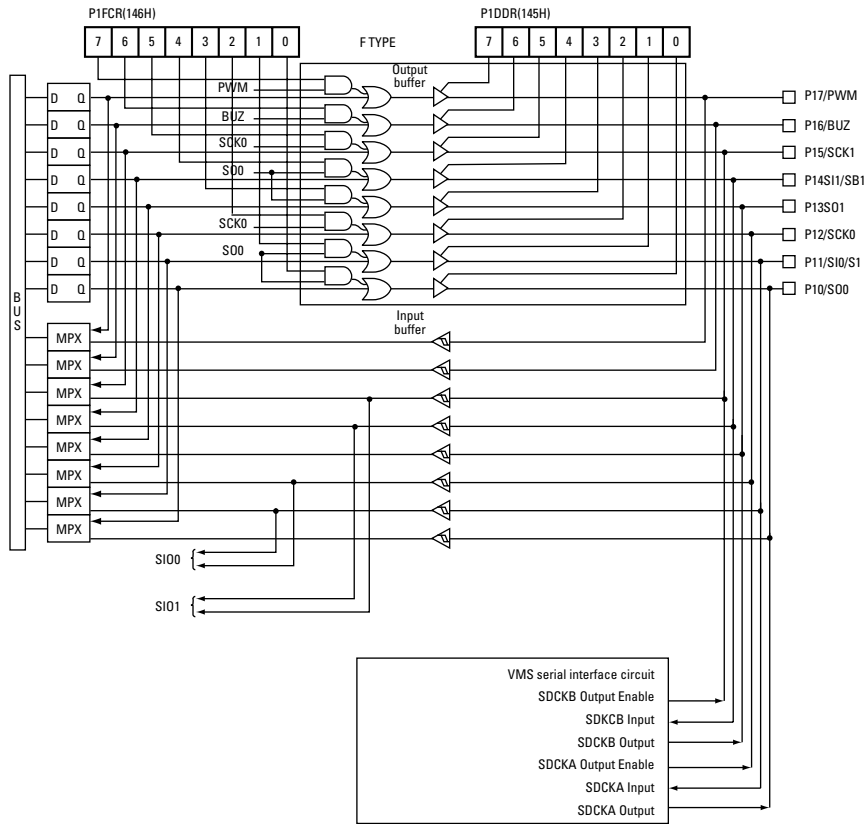 P1FCR(146H)
P1DDR(145H)
7 6 5 4 3 2 1 0
F TYPE
7 6 5 4 3 2 1 0
Output
buffer
PWM
D Q
P17/PWM
BUZ
D Q
P16/BUZ
SCK0
D Q
P15/SCK1
SO0
D Q
P14SI1/SB1
D Q
P13SO1
SCK0
D Q
P12/SCK0
SO0
D Q
P11/SI0/S1
D Q
P10/SO0
BUS
Input
buffer
MPX
MPX
MPX
MPX
MPX
MPX
MPX
MPX
SIO0
SIO1
VMS serial interface circuit
SDCKB Output Enable
SDKCB Input
SDCKB Output
SDCKA Output Enable
SDCKA Input
SDCKA Output